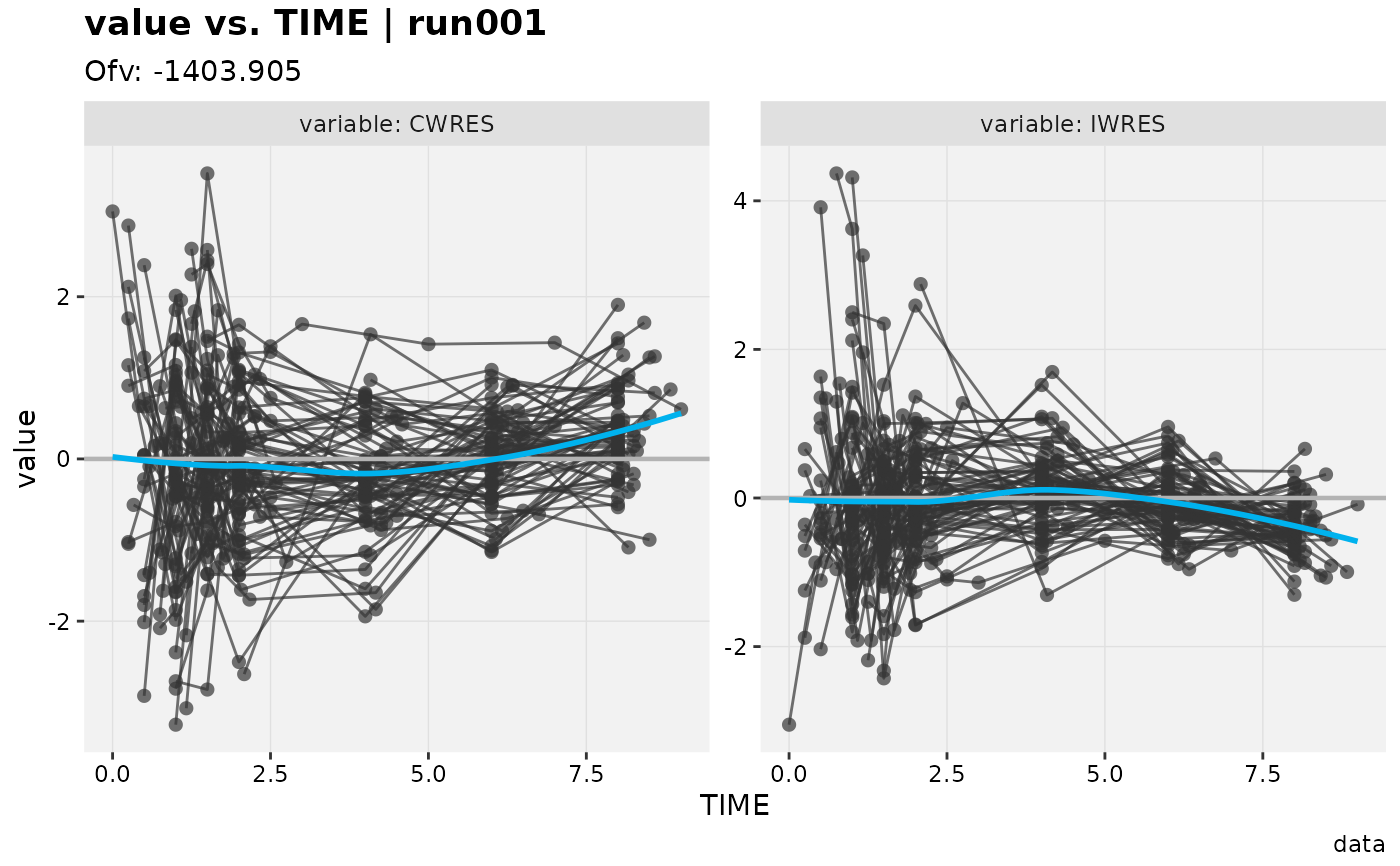 value vs. TIME | run001
Ofv: -1403.905
variable: CWRES
variable: IWRES
value
2
0
-2
4
2
0
-2
0.0 2.5 5.0 7.5
0.0 2.5 5.0 7.5
TIME
data